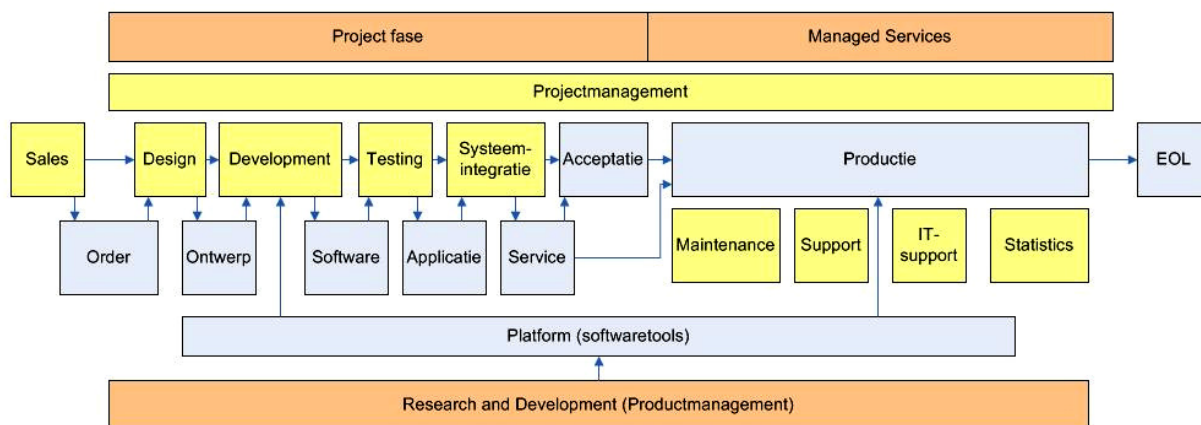 Project fase
Managed Services
Projectmanagement
Sales
Design
Development
Testing
Systeem-
integratie
Acceptatie
Productie
EOL
Order
Ontwerp
Software
Applicatie
Service
Maintenance
Support
IT-
support
Statistics
Platform (softwaretools)
Research and Development (Productmanagement)